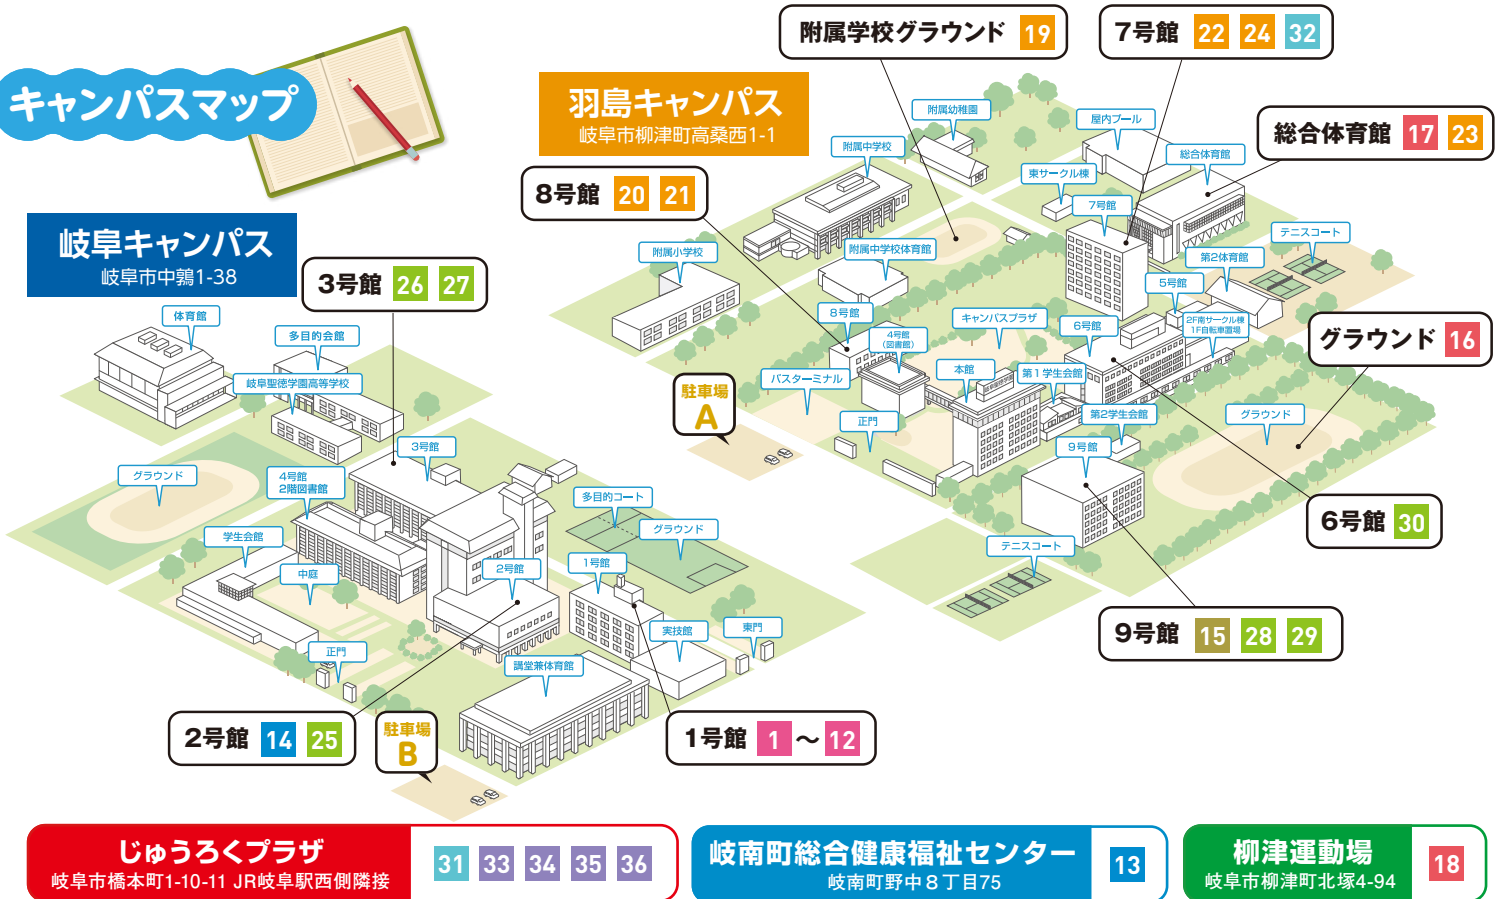 キャンパスマップ
岐阜キャンパス
岐阜市中鶉1-38
3号館 26 27
体育館
多目的会館
岐阜聖徳学園高等学校
3号館
グラウンド
4号館
2階図書館
多目的コート
グラウンド
学生会館
中庭
2号館
1号館
実技館
東門
正門
講堂兼体育館
2号館 14 25
駐車場
B
1号館 1 ～ 12
羽島キャンパス
岐阜市柳津町高桑西1-1
附属学校グラウンド 19
7号館 22 24 32
総合体育館 17 23
8号館 20 21
附属幼稚園
屋内プール
附属中学校
総合体育館
東サークル棟
7号館
テニスコート
附属小学校
附属中学校体育館
第2体育館
5号館
8号館
4号館
(図書館)
キャンパスプラザ
6号館
2F南サークル棟
1F自転車置場
グラウンド 16
バスターミナル
本館
第1学生会館
駐車場
A
正門
第2学生会館
グラウンド
9号館
6号館 30
テニスコート
9号館 15 28 29
じゅうろくプラザ
岐阜市橋本町1-10-11 JR岐阜駅西側隣接
31 33 34 35 36
岐南町総合健康福祉センター
岐南町野中8丁目75
13
柳津運動場
岐阜市柳津町北塚4-94
18